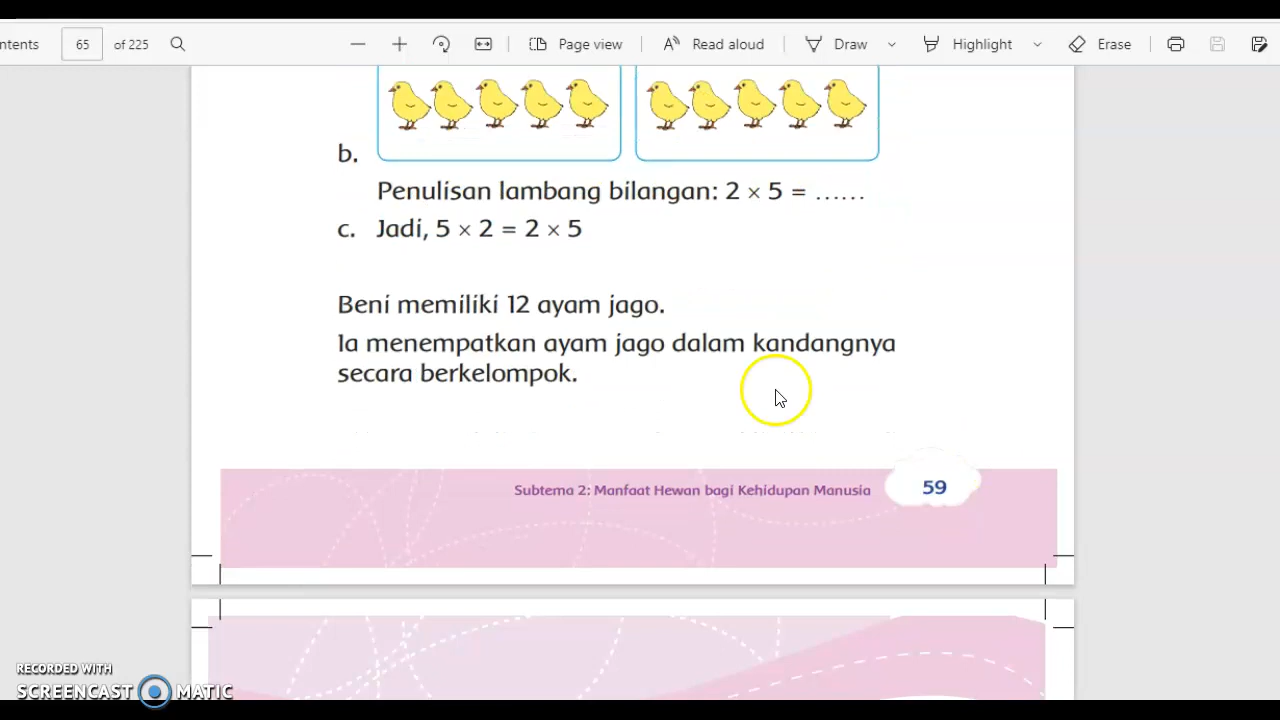 ntents 65 of 225 Page view Read aloud Draw Highlight Erase
b.
Penulisan lambang bilangan: 2 × 5 = ......
c. Jadi, 5 × 2 = 2 × 5
Beni memiliki 12 ayam jago.
Ia menempatkan ayam jago dalam kandangnya
secara berkelompok.
Subtema 2: Manfaat Hewan bagi Kehidupan Manusia 59
RECORDED WITH
SCREENCAST MATIC